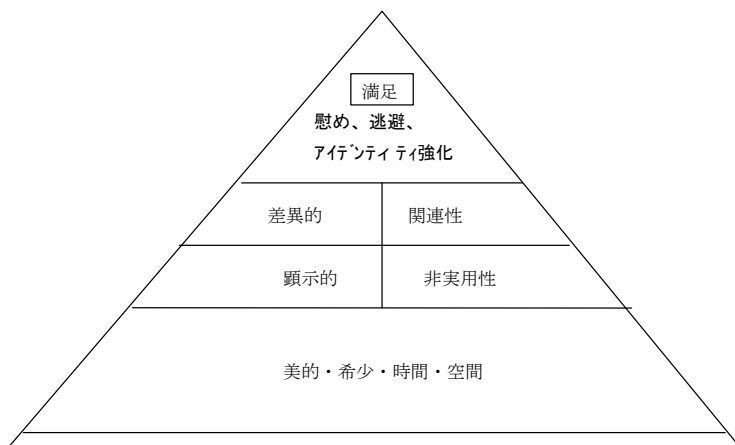 満足
慰め、逃避、
アイデンティティ強化
差異的 関連性
顕示的 非実用性
美的・希少・時間・空間